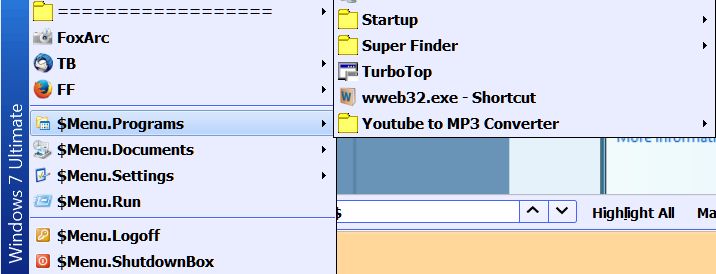 Windows 7 Ultimate
==================
FoxArc
TB
FF
$Menu.Programs
$Menu.Documents
$Menu.Settings
$Menu.Run
$Menu.Logoff
$Menu.ShutdownBox
Startup
Super Finder
TurboTop
wweb32.exe - Shortcut
Youtube to MP3 Converter
More information
$
Highlight All Ma